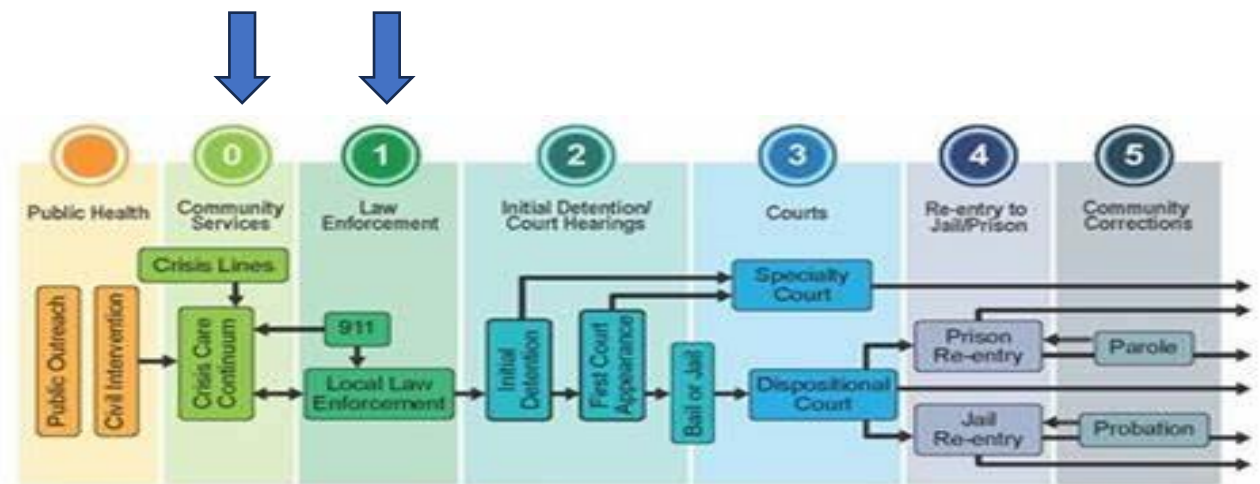 0
1
2
3
4
5
Public Health
Community
Services
Law
Enforcement
Initial Detention/
Court Hearings
Courts
Re-entry to
Jail/Prison
Community
Corrections
Public Outreach
Civil Intervention
Crisis Lines
Crisis Care
Continuum
911
Local Law
Enforcement
Initial
Detention
First Court
Appearance
Bail or Jail
Specialty
Court
Dispositional
Court
Prison
Re-entry
Jail
Re-entry
Parole
Probation